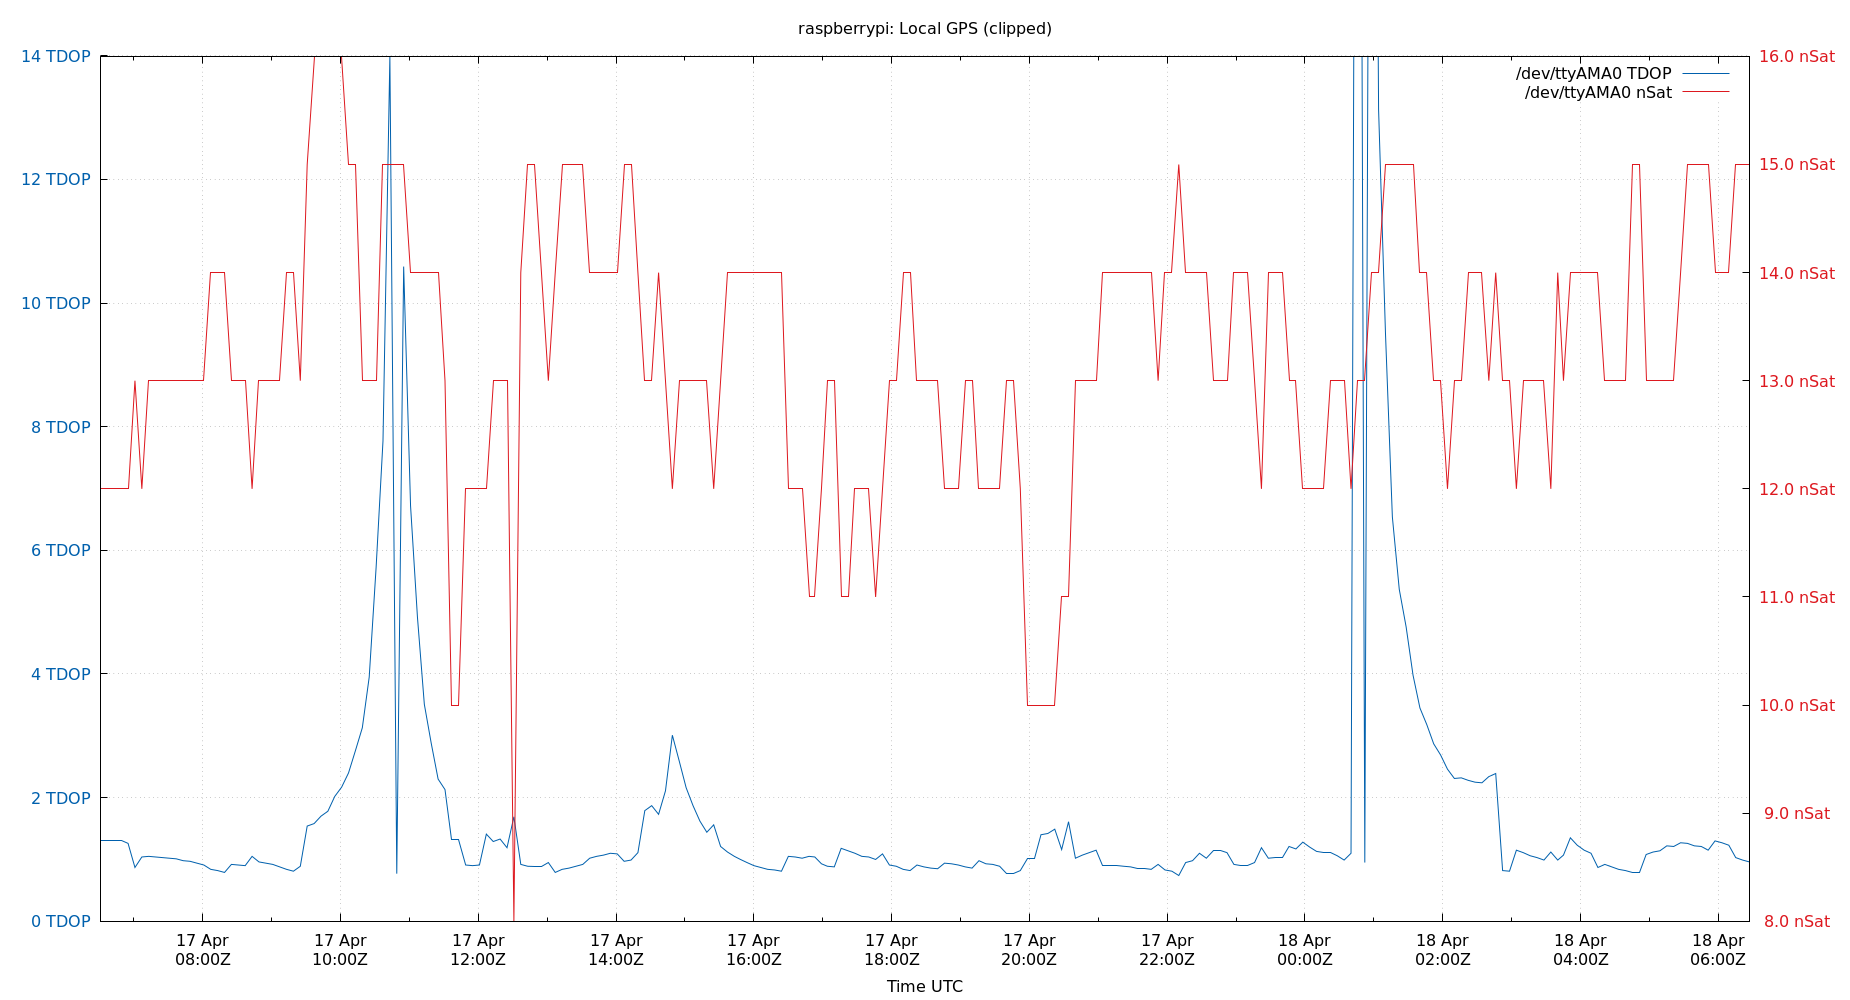 raspberrypi: Local GPS (clipped)
14 TDOP
12 TDOP
10 TDOP
8 TDOP
6 TDOP
4 TDOP
2 TDOP
0 TDOP
/dev/ttyAMA0 TDOP
/dev/ttyAMA0 nSat
16.0 nSat
15.0 nSat
14.0 nSat
13.0 nSat
12.0 nSat
11.0 nSat
10.0 nSat
9.0 nSat
8.0 nSat
17 Apr
08:00Z
17 Apr
10:00Z
17 Apr
12:00Z
17 Apr
14:00Z
17 Apr
16:00Z
17 Apr
18:00Z
17 Apr
20:00Z
17 Apr
22:00Z
18 Apr
00:00Z
18 Apr
02:00Z
18 Apr
04:00Z
18 Apr
06:00Z
Time UTC